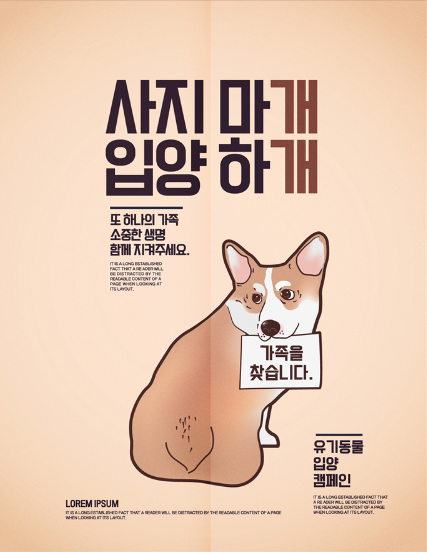 사지 마개
입양 하개
또 하나의 가족
소중한 생명
함께 지켜주세요.
IT IS A LONG ESTABLISHED
FACT THAT A READER WILL
BE DISTRACTED BY THE
READABLE CONTENT OF A
PAGE WHEN LOOKING AT
ITS LAYOUT.
가족을
찾습니다.
유기동물
입양
캠페인
IT IS A LONG ESTABLISHED FACT THAT
A READER WILL BE DISTRACTED BY
THE READABLE CONTENT OF A PAGE
WHEN LOOKING AT ITS LAYOUT.
LOREM IPSUM
IT IS A LONG ESTABLISHED FACT THAT A READER WILL BE DISTRACTED BY THE READABLE CONTENT OF A PAGE
WHEN LOOKING AT ITS LAYOUT.